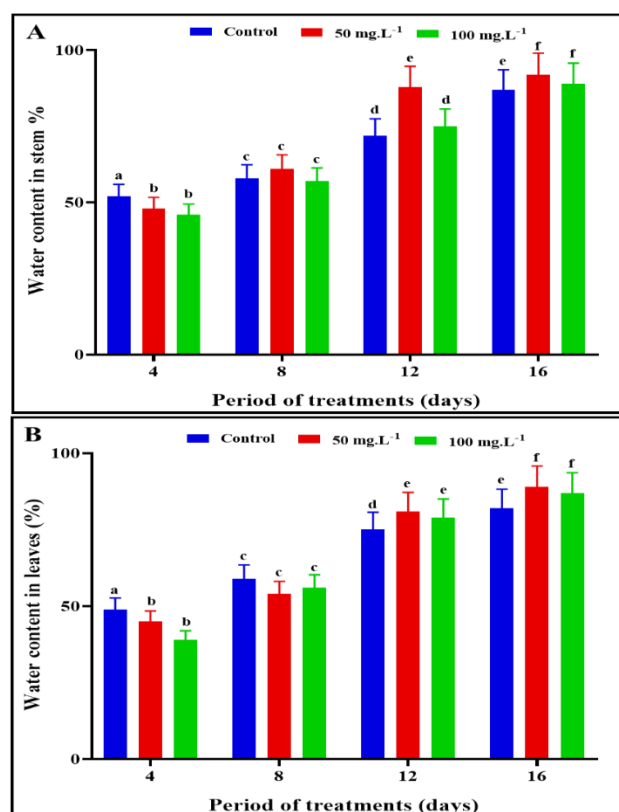 A
Control 50 mg.L⁻¹ 100 mg.L⁻¹
Water content in stem %
100
50
0
a b b c c c d e d e f f
4 8 12 16
Period of treatments (days)
B
Control 50 mg.L⁻¹ 100 mg.L⁻¹
Water content in leaves (%)
100
50
0
a b b c c c d e e e f f
4 8 12 16
Period of treatments (days)